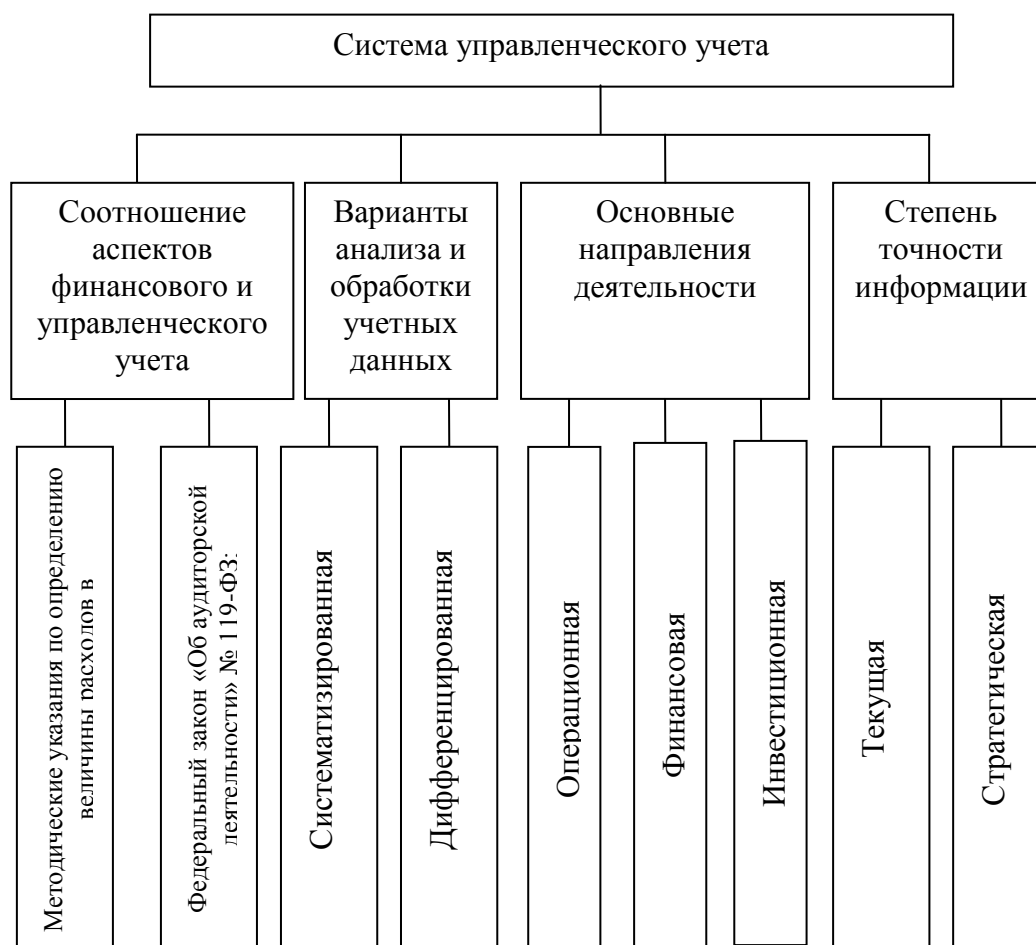 Система управленческого учета
Соотношение
аспектов
финансового и
управленческого
учета
Варианты
анализа и
обработки
учетных
данных
Основные
направления
деятельности
Степень
точности
информации
Методические указания по определению
величины расходов в
Федеральный закон «Об аудиторской
деятельности» № 119-ФЗ:
Систематизированная
Дифференцированная
Операционная
Финансовая
Инвестиционная
Текущая
Стратегическая